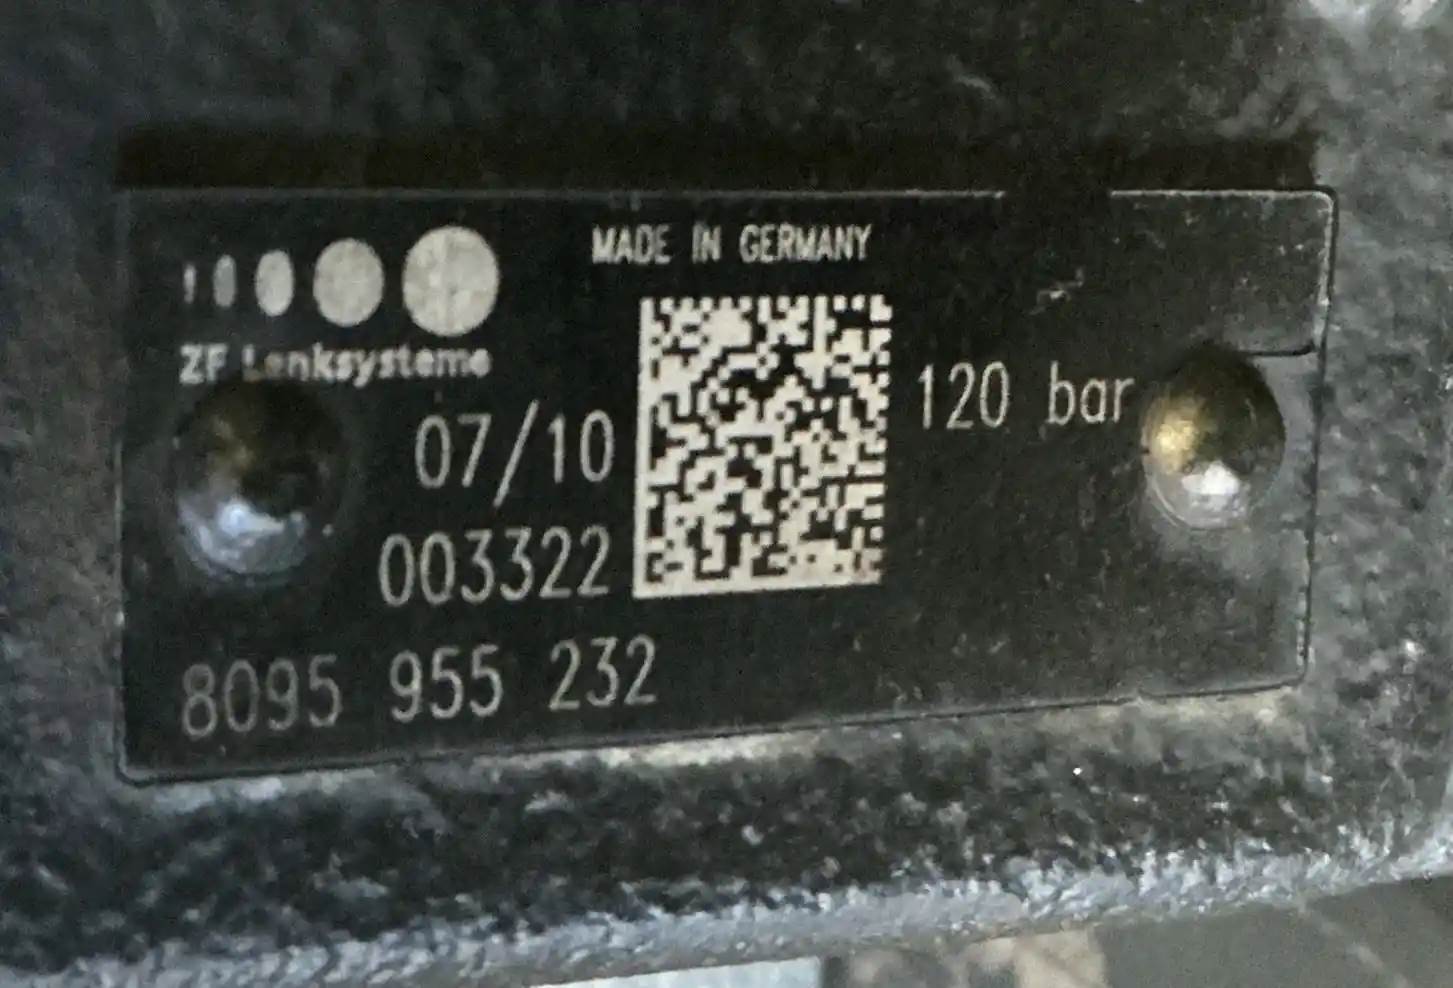 MADE IN GERMANY
ZF Lenksysteme
120 bar
07/10
003322
8095 955 232